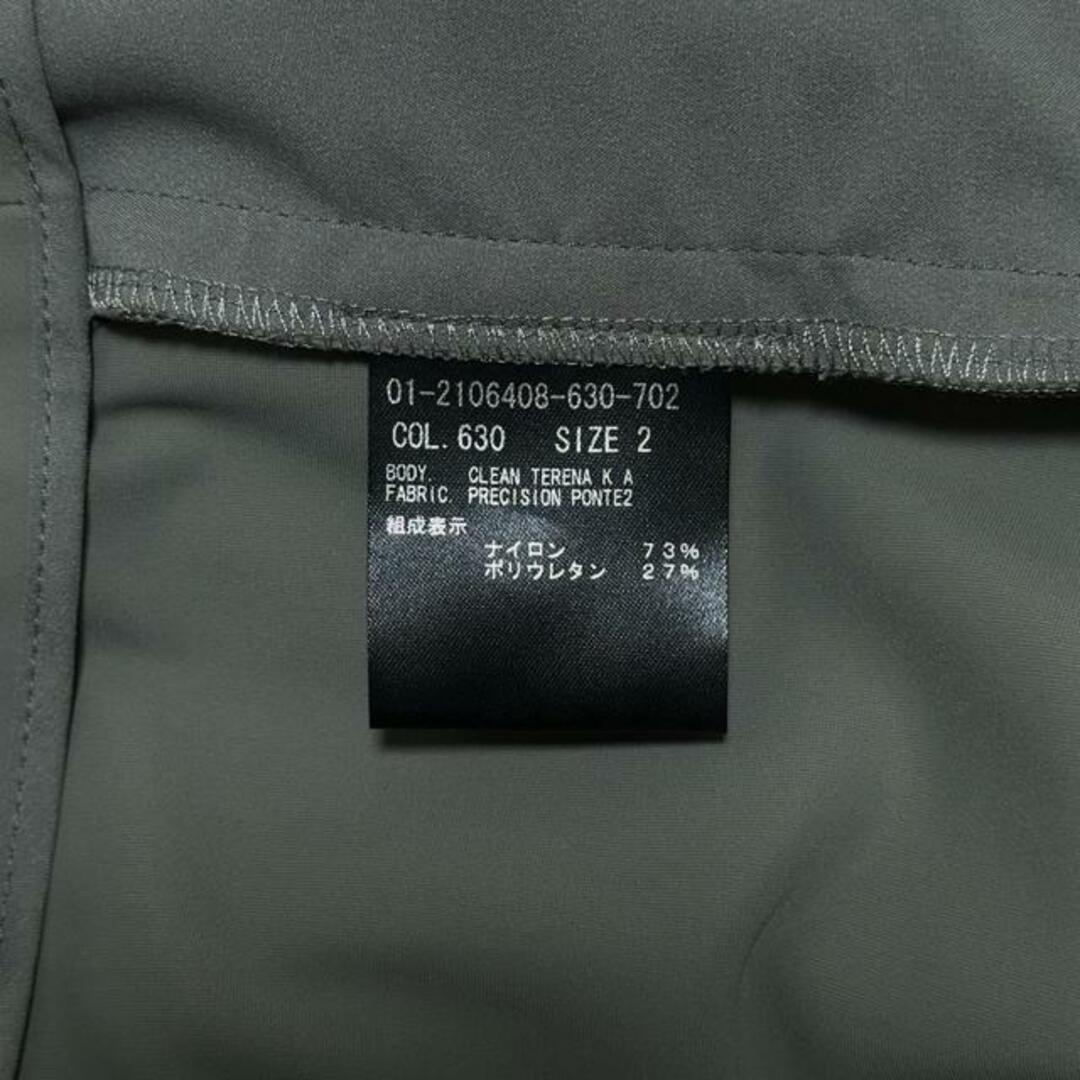 01-2106408-630-702
COL. 630 SIZE 2
BODY. CLEAN TERENA K A
FABRIC. PRECISION PONTE2
組成表示
ナイロン 73%
ポリウレタン 27%